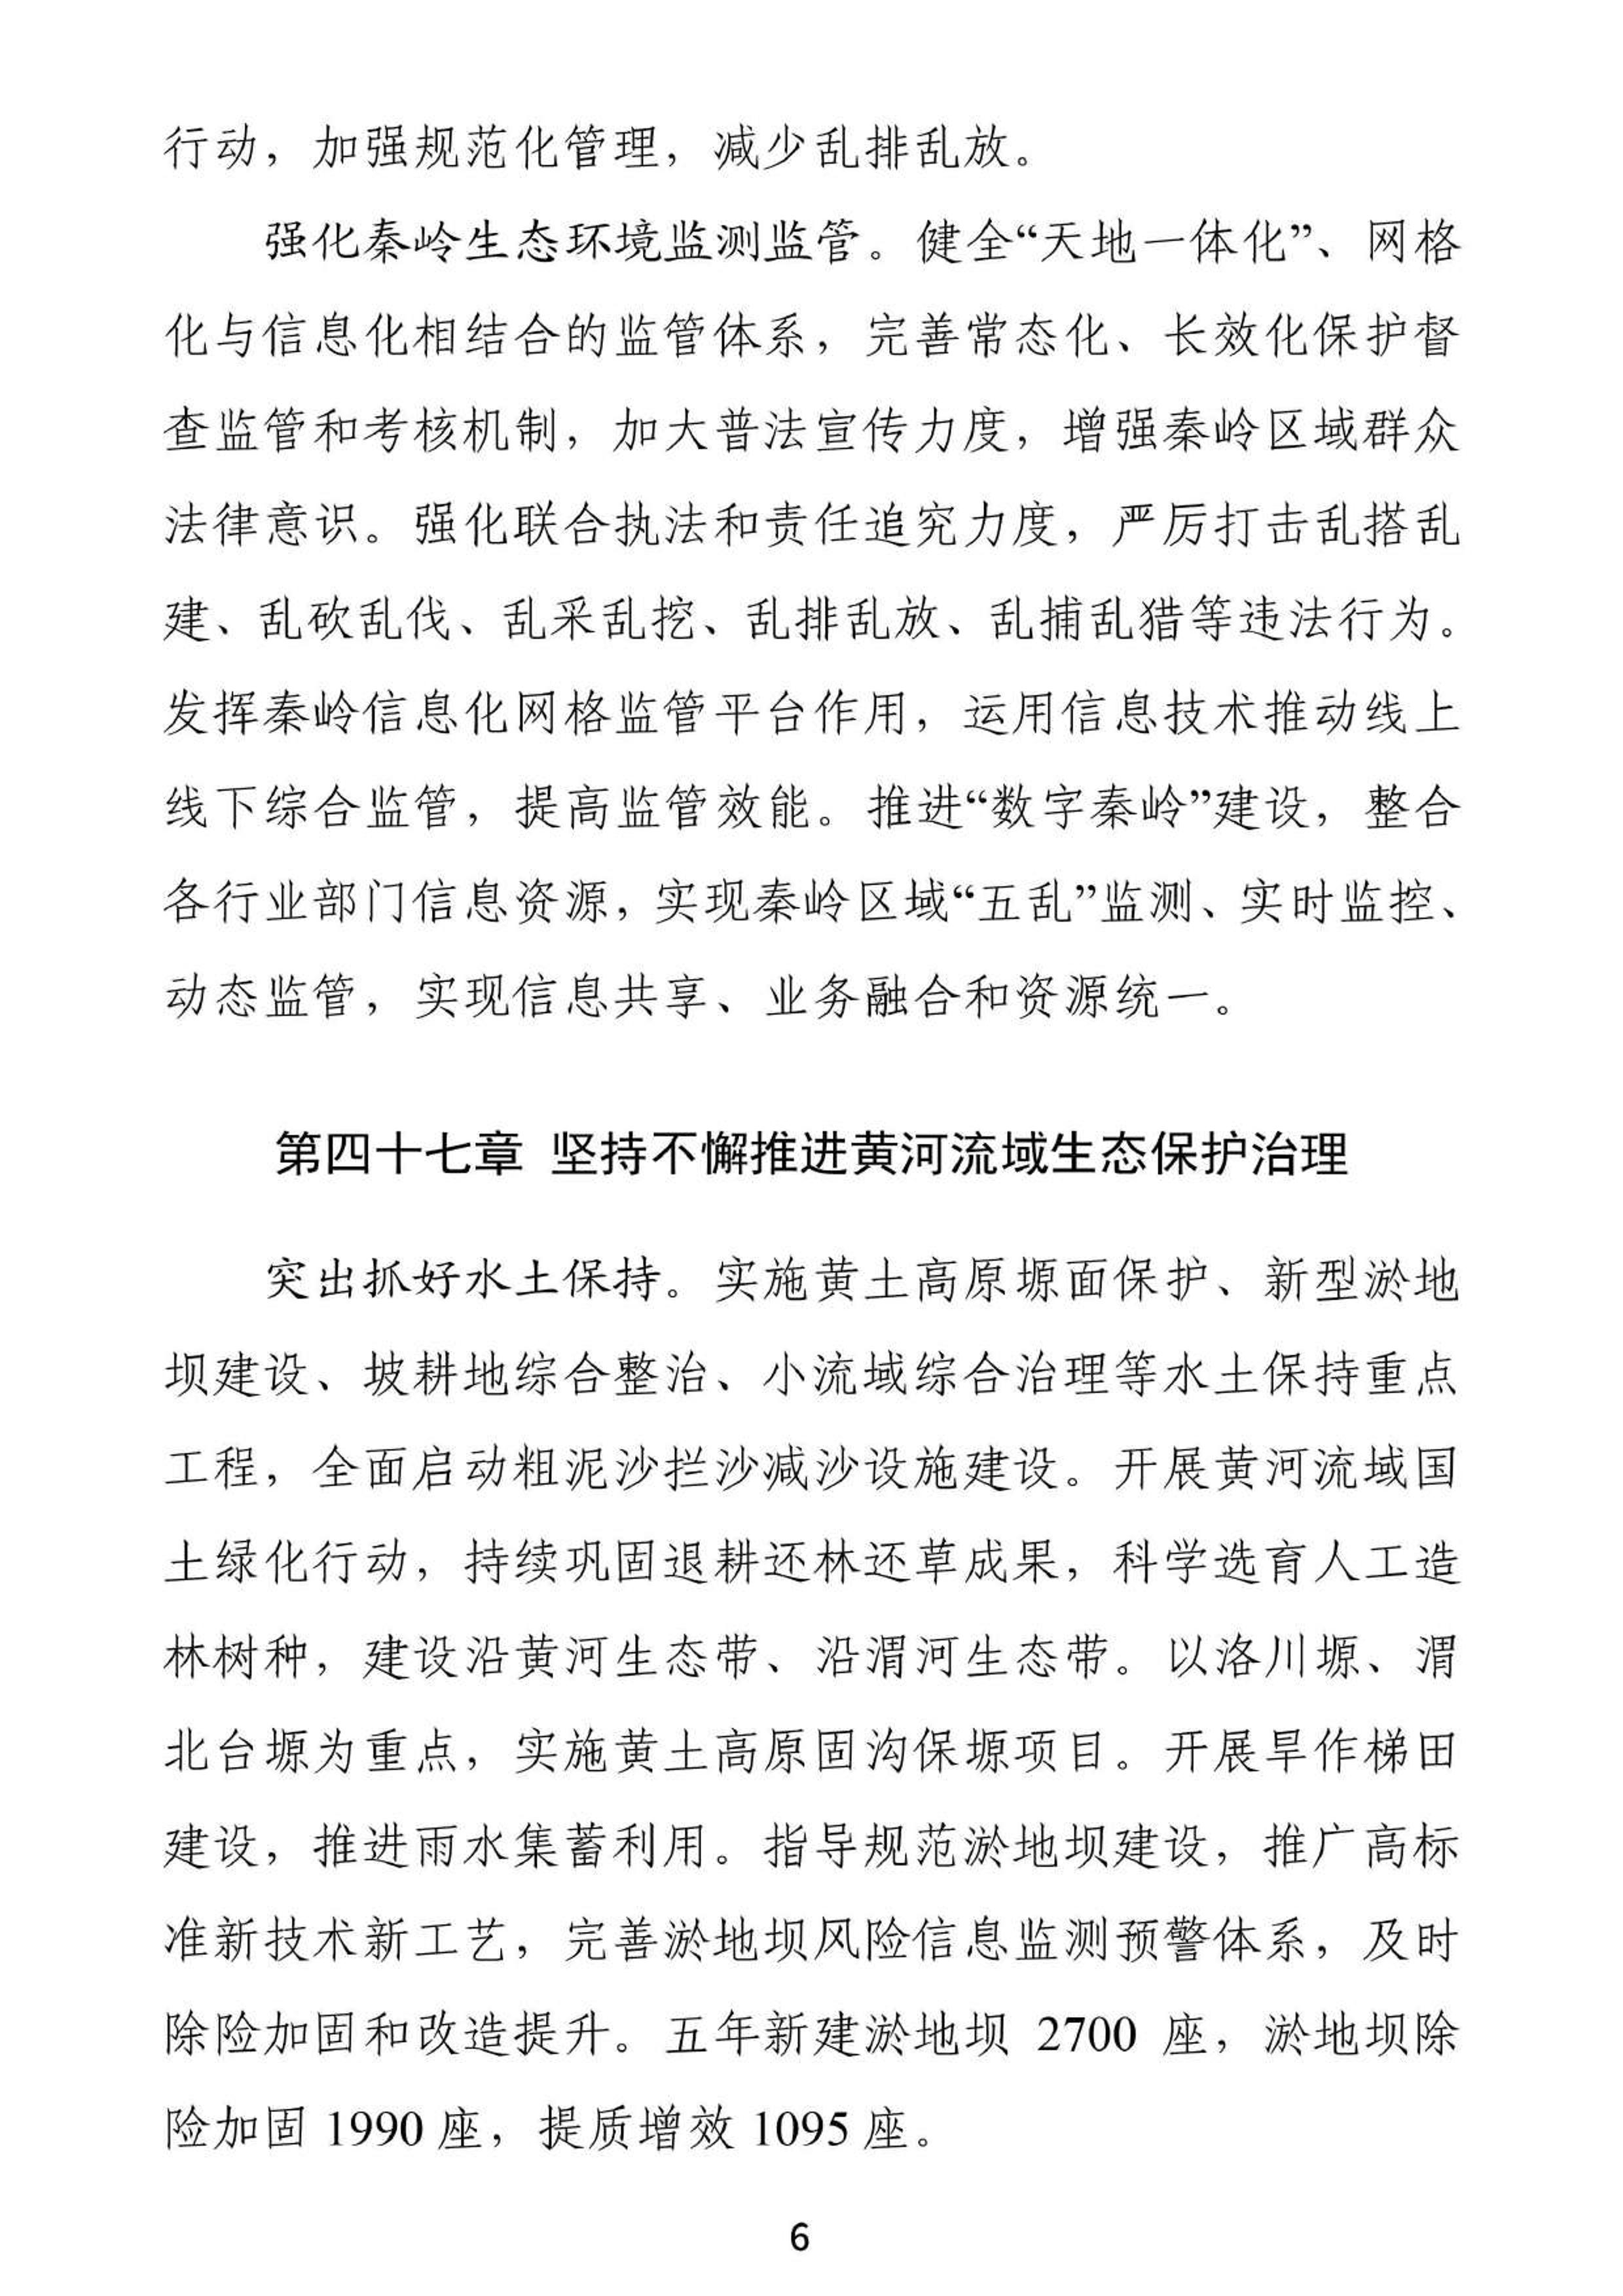 行动，加强规范化管理，减少乱排乱放。
强化秦岭生态环境监测监管。健全“天地一体化”、网格
化与信息化相结合的监管体系，完善常态化、长效化保护督
查监管和考核机制，加大普法宣传力度，增强秦岭区域群众
法律意识。强化联合执法和责任追究力度，严厉打击乱搭乱
建、乱砍乱伐、乱采乱挖、乱排乱放、乱捕乱猎等违法行为。
发挥秦岭信息化网格监管平台作用，运用信息技术推动线上
线下综合监管，提高监管效能。推进“数字秦岭”建设，整合
各行业部门信息资源，实现秦岭区域“五乱”监测、实时监控、
动态监管，实现信息共享、业务融合和资源统一。
第四十七章 坚持不懈推进黄河流域生态保护治理
突出抓好水土保持。实施黄土高原塬面保护、新型淤地
坝建设、坡耕地综合整治、小流域综合治理等水土保持重点
工程，全面启动粗泥沙拦沙减沙设施建设。开展黄河流域国
土绿化行动，持续巩固退耕还林还草成果，科学选育人工造
林树种，建设沿黄河生态带、沿渭河生态带。以洛川塬、渭
北台塬为重点，实施黄土高原固沟保塬项目。开展旱作梯田
建设，推进雨水集蓄利用。指导规范淤地坝建设，推广高标
准新技术新工艺，完善淤地坝风险信息监测预警体系，及时
除险加固和改造提升。五年新建淤地坝 2700 座，淤地坝除
险加固 1990 座，提质增效 1095 座。
6